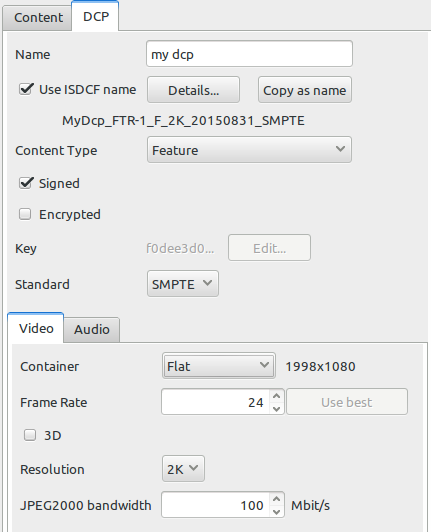 Content DCP
Name my dcp
Use ISDCF name Details... Copy as name
MyDcp_FTR-1_F_2K_20150831_SMPTE
Content Type Feature
Signed
Encrypted
Key f0dee3d0... Edit...
Standard SMPTE
Video Audio
Container Flat 1998x1080
Frame Rate 24 Use best
3D
Resolution 2K
JPEG2000 bandwidth 100 Mbit/s